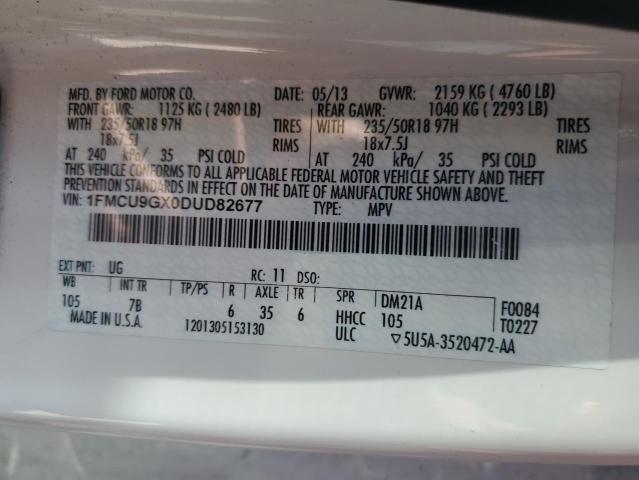 MFD. BY FORD MOTOR CO. 05/13 GVWR: 2159 KG ( 4760 LB)
FRONT GAWR: 1125 KG ( 2480 LB) REAR GAWR: 1040 KG ( 2293 LB)
WITH 235/50R18 97H TIRES WITH 235/50R18 97H TIRES
18x7.5J RIMS 18x7.5J RIMS
AT 240 kPa/ 35 PSI COLD AT 240 kPa/ 35 PSI COLD
THIS VEHICLE CONFORMS TO ALL APPLICABLE FEDERAL MOTOR VEHICLE SAFETY AND THEFT
PREVENTION STANDARDS IN EFFECT ON THE DATE OF MANUFACTURE SHOWN ABOVE.
VIN: 1FMCU9GX0DUD82677 TYPE: MPV
EXT PNT: UG RC: 11 DSO:
WB INT TR TP/PS R AXLE TR SPR DM21A F0084
105 7B 6 35 6 HHCC 105 T0227
MADE IN U.S.A. 1201305153130 ULC ▽5U5A-3520472-AA